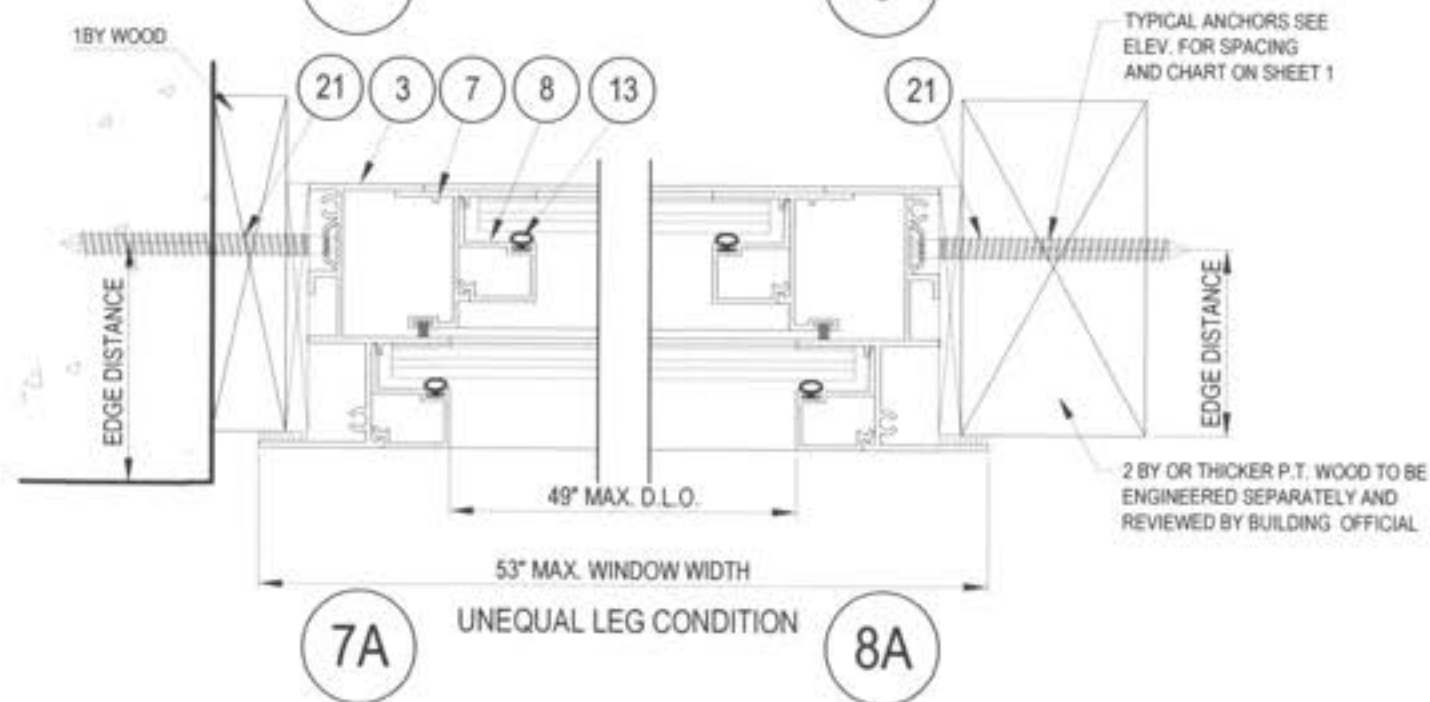 1BY WOOD
TYPICAL ANCHORS SEE
ELEV. FOR SPACING
AND CHART ON SHEET 1
21
3
7
8
13
21
EDGE DISTANCE
EDGE DISTANCE
49" MAX. D.L.O.
2 BY OR THICKER P.T. WOOD TO BE
ENGINEERED SEPARATELY AND
REVIEWED BY BUILDING OFFICIAL
53" MAX. WINDOW WIDTH
UNEQUAL LEG CONDITION
7A
8A